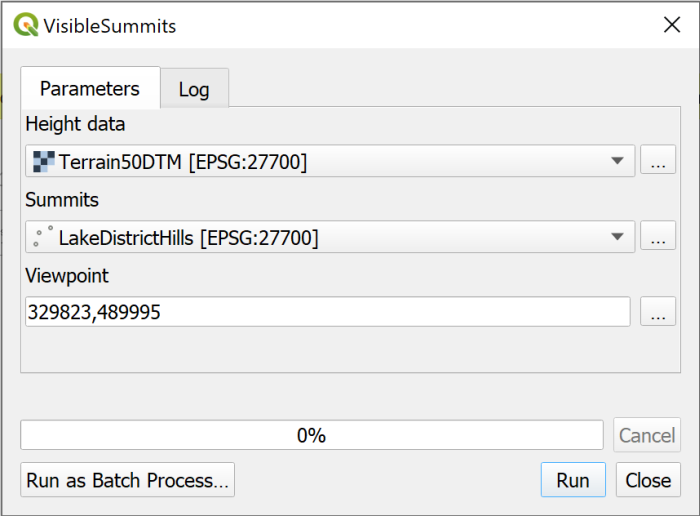 VisibleSummits
Parameters
Log
Height data
Terrain50DTM [EPSG:27700]
...
Summits
LakeDistrictHills [EPSG:27700]
...
Viewpoint
329823,489995
...
0%
Cancel
Run as Batch Process...
Run
Close